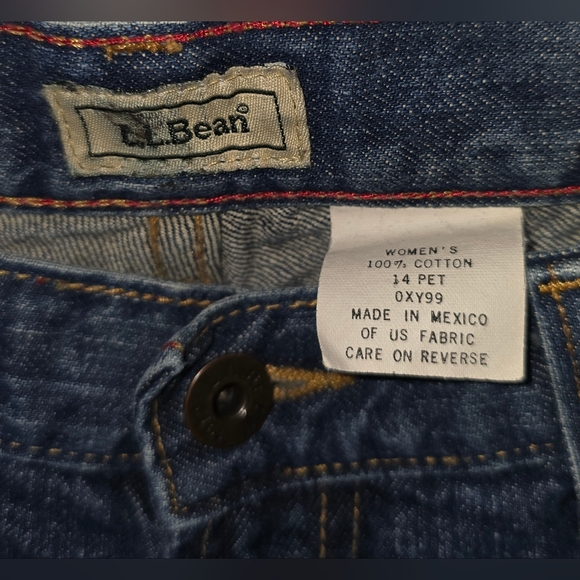 L.L.Bean®
WOMEN'S
100% COTTON
14 PET
0XY99
MADE IN MEXICO
OF US FABRIC
CARE ON REVERSE